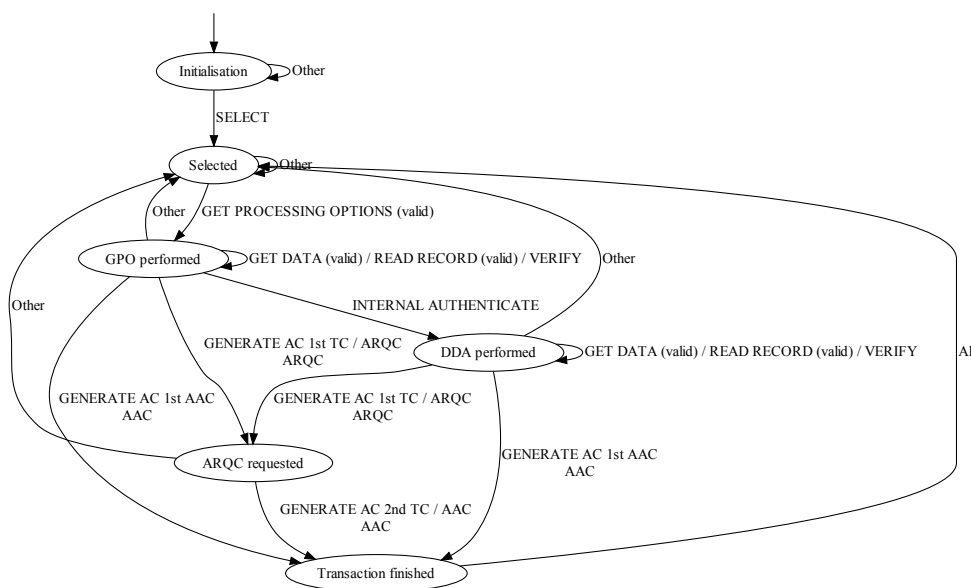 Initialisation
Other
SELECT
Selected
Other
Other
GET PROCESSING OPTIONS (valid)
GPO performed
GET DATA (valid) / READ RECORD (valid) / VERIFY
Other
Other
INTERNAL AUTHENTICATE
GENERATE AC 1st TC / ARQC
ARQC
DDA performed
GET DATA (valid) / READ RECORD (valid) / VERIFY
GENERATE AC 1st AAC
AAC
GENERATE AC 1st TC / ARQC
ARQC
ARQC requested
GENERATE AC 1st AAC
AAC
GENERATE AC 2nd TC / AAC
AAC
Transaction finished